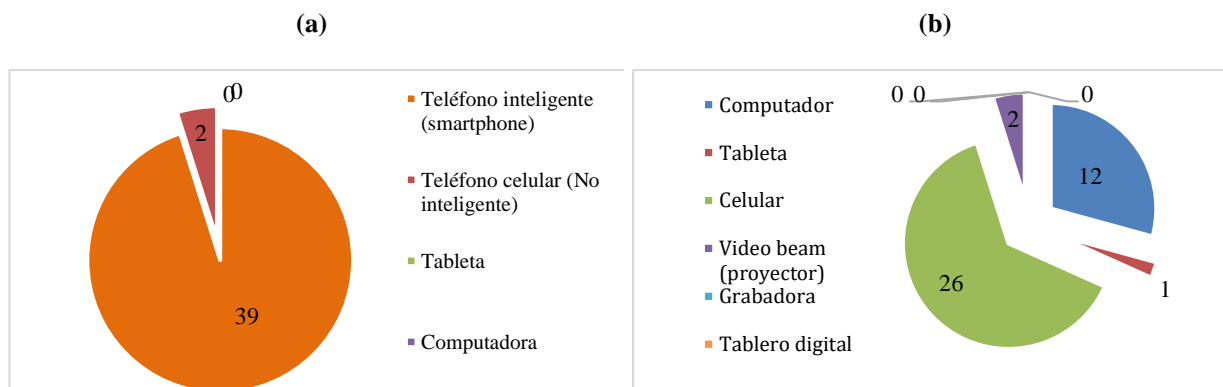 (a)
(b)
0 0
2
39
Teléfono inteligente
(smartphone)
Teléfono celular (No
inteligente)
Tableta
Computadora
Computador
Tableta
Celular
Video beam
(proyector)
Grabadora
Tablero digital
0 0
2
0
12
1
26